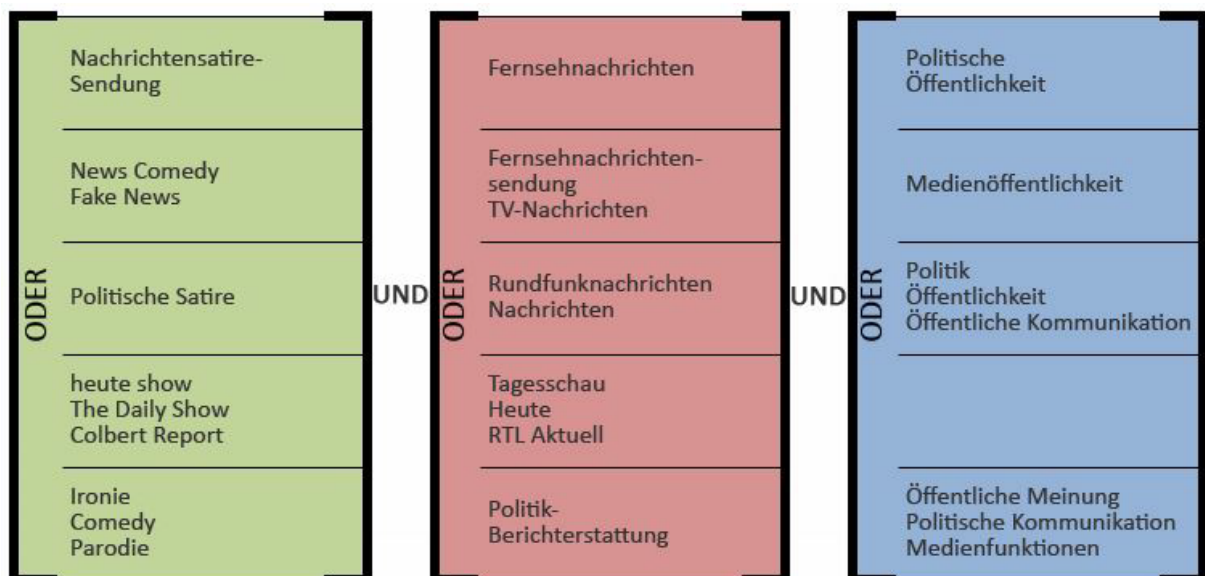 Nachrichtensatire-
Sendung
News Comedy
Fake News
ODER
Politische Satire
heute show
The Daily Show
Colbert Report
Ironie
Comedy
Parodie
UND
Fernsehnachrichten
Fernsehnachrichten-
sendung
TV-Nachrichten
ODER
Rundfunknachrichten
Nachrichten
Tagesschau
Heute
RTL Aktuell
Politik-
Berichterstattung
UND
Politische
Öffentlichkeit
Medienöffentlichkeit
ODER
Politik
Öffentlichkeit
Öffentliche Kommunikation
Öffentliche Meinung
Politische Kommunikation
Medienfunktionen